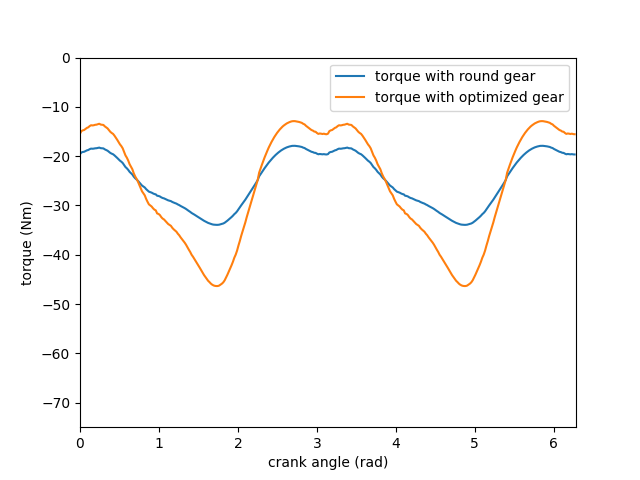 torque with round gear
torque with optimized gear
0
−10
−20
−30
−40
−50
−60
−70
torque (Nm)
0 1 2 3 4 5 6
crank angle (rad)